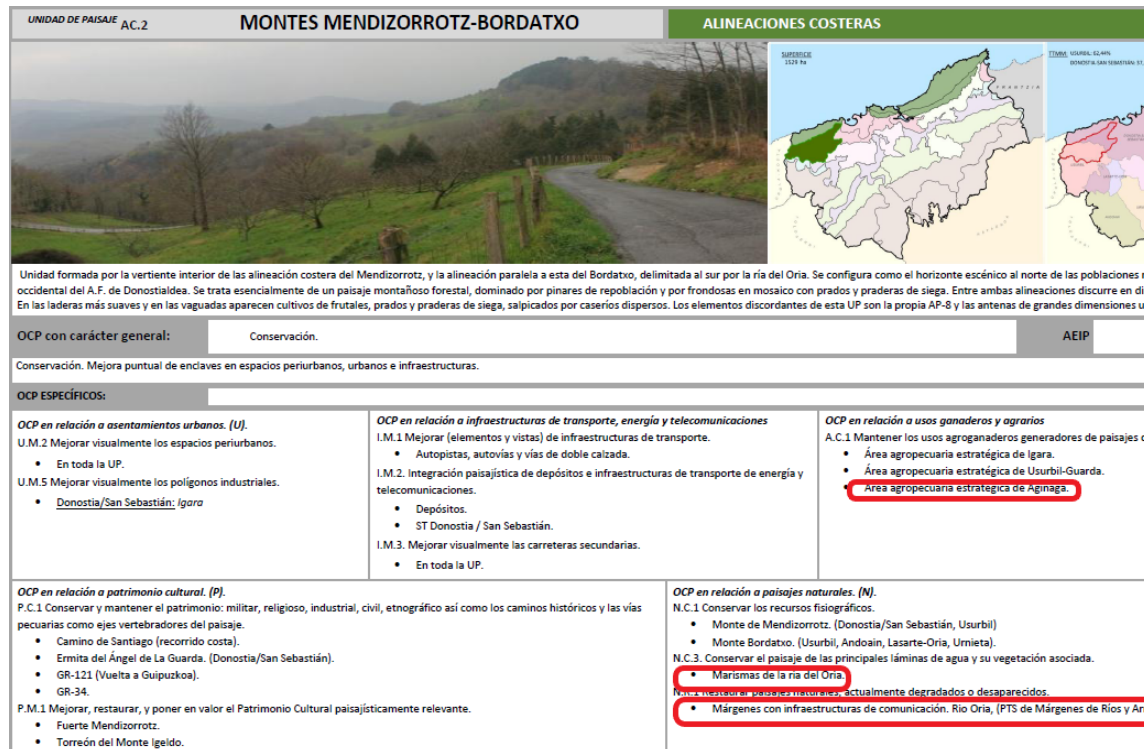 UNIDAD DE PAISAJE AC.2
MONTES MENDIZORROTZ-BORDATXO
ALINEACIONES COSTERAS
SUPERFICIE
1529 ha
FRANTZIA
TTMM: USURBIL: 62,44%
DONOSTIA-SAN SEBASTIÁN: 37,
Unidad formada por la vertiente interior de las alineación costera del Mendizorrotz, y la alineación paralela a esta del Bordatxo, delimitada al sur por la ría del Oria. Se configura como el horizonte escénico al norte de las poblaciones
occidental del A.F. de Donostialdea. Se trata esencialmente de un paisaje montañoso forestal, dominado por pinares de repoblación y por frondosas en mosaico con prados y praderas de siega. Entre ambas alineaciones discurre en di
En las laderas más suaves y en las vaguadas aparecen cultivos de frutales, prados y praderas de siega, salpicados por caseríos dispersos. Los elementos discordantes de esta UP son la propia AP-8 y las antenas de grandes dimensiones u
OCP con carácter general:
Conservación.
AEIP
Conservación. Mejora puntual de enclaves en espacios periurbanos, urbanos e infraestructuras.
OCP ESPECÍFICOS:
OCP en relación a asentamientos urbanos. (U).
U.M.2 Mejorar visualmente los espacios periurbanos.
• En toda la UP.
U.M.5 Mejorar visualmente los polígonos industriales.
• Donostia/San Sebastián: Igara
OCP en relación a infraestructuras de transporte, energía y telecomunicaciones
I.M.1 Mejorar (elementos y vistas) de infraestructuras de transporte.
• Autopistas, autovías y vías de doble calzada.
I.M.2. Integración paisajística de depósitos e infraestructuras de transporte de energía y
telecomunicaciones.
• Depósitos.
• ST Donostia / San Sebastián.
I.M.3. Mejorar visualmente las carreteras secundarias.
• En toda la UP.
OCP en relación a usos ganaderos y agrarios
A.C.1 Mantener los usos agroganaderos generadores de paisajes
• Área agropecuaria estratégica de Igara.
• Área agropecuaria estratégica de Usurbil-Guarda.
• Área agropecuaria estratégica de Aginaga.
OCP en relación a patrimonio cultural. (P).
P.C.1 Conservar y mantener el patrimonio: militar, religioso, industrial, civil, etnográfico así como los caminos históricos y las vías
pecuarias como ejes vertebradores del paisaje.
• Camino de Santiago (recorrido costa).
• Ermita del Ángel de La Guarda. (Donostia/San Sebastián).
• GR-121 (Vuelta a Guipuzkoa).
• GR-34.
P.M.1 Mejorar, restaurar, y poner en valor el Patrimonio Cultural paisajísticamente relevante.
• Fuerte Mendizorrotz.
• Torreón del Monte Igeldo.
OCP en relación a paisajes naturales. (N).
N.C.1 Conservar los recursos fisiográficos.
• Monte de Mendizorrotz. (Donostia/San Sebastián, Usurbil)
• Monte Bordatxo. (Usurbil, Andoain, Lasarte-Oria, Urnieta).
N.C.3. Conservar el paisaje de las principales láminas de agua y su vegetación asociada.
• Marismas de la ría del Oria.
N.R.1 Restaurar paisajes naturales, actualmente degradados o desaparecidos.
• Márgenes con infraestructuras de comunicación. Rio Oria, (PTS de Márgenes de Ríos y Arr